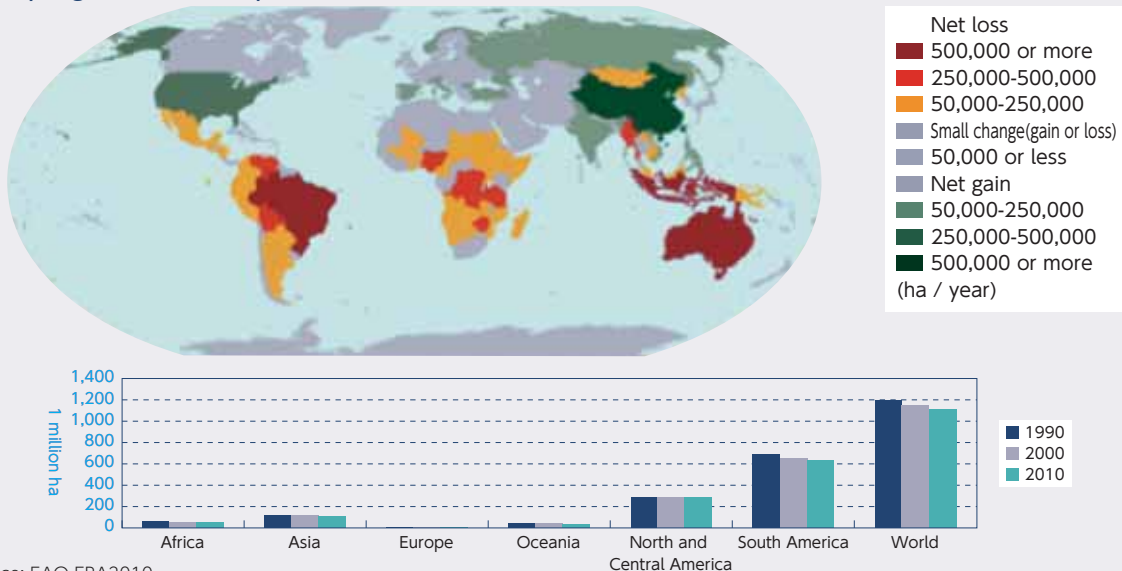 Net loss
500,000 or more
250,000-500,000
50,000-250,000
Small change(gain or loss)
50,000 or less
Net gain
50,000-250,000
250,000-500,000
500,000 or more
(ha / year)
1,400
1,200
1,000
800
600
400
200
0
1 million ha
Africa
Asia
Europe
Oceania
North and
Central America
South America
World
1990
2000
2010
FAO FRA2010